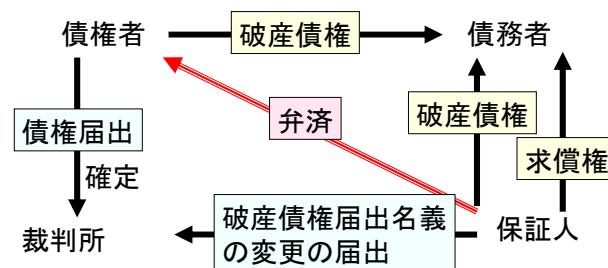 債権者
破産債権
債務者
債権届出
弁済
破産債権
求償権
確定
破産債権届出名義
の変更の届出
保証人
裁判所